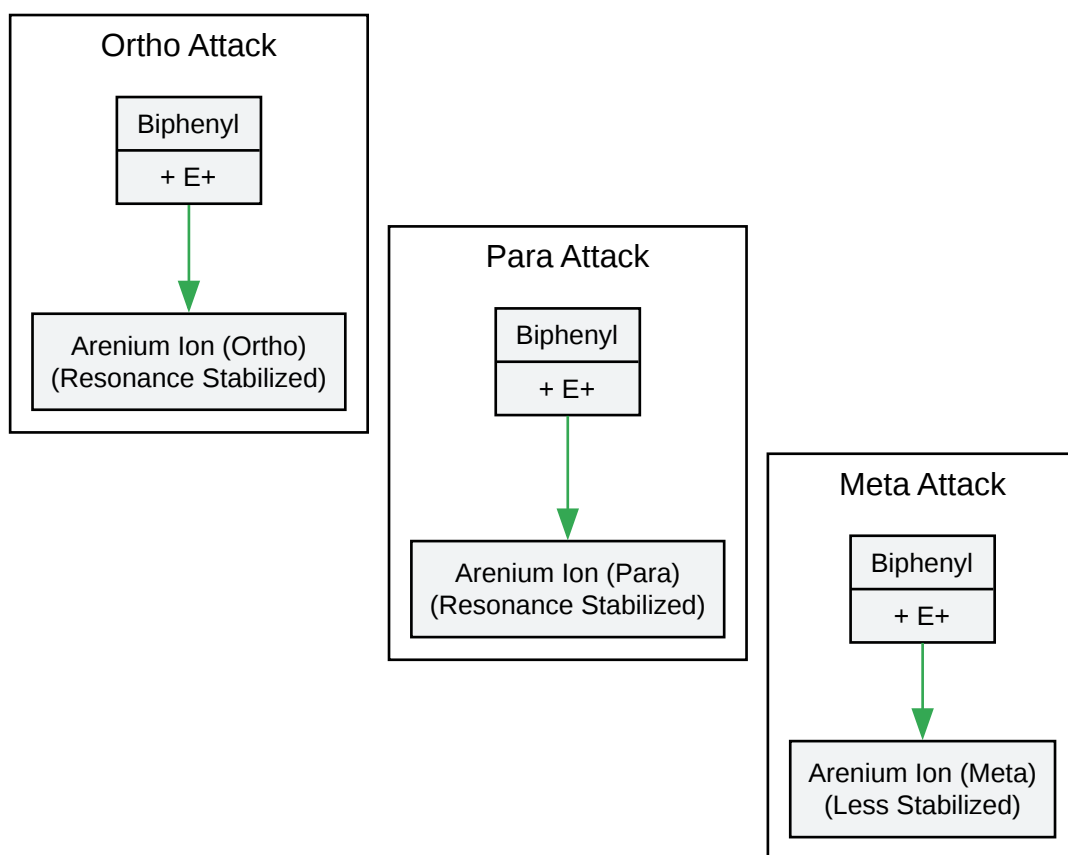 Ortho Attack
Biphenyl
+ E+
Arenium Ion (Ortho)
(Resonance Stabilized)
Para Attack
Biphenyl
+ E+
Arenium Ion (Para)
(Resonance Stabilized)
Meta Attack
Biphenyl
+ E+
Arenium Ion (Meta)
(Less Stabilized)